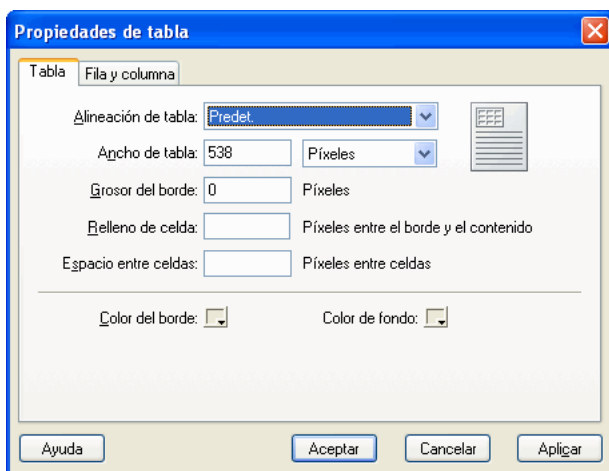 Propiedades de tabla
Tabla
Fila y columna
Alineación de tabla: Predet.
Ancho de tabla: 538 Píxeles
Grosor del borde: 0 Píxeles
Relleno de celda: Píxeles entre el borde y el contenido
Espacio entre celdas: Píxeles entre celdas
Color del borde: Color de fondo:
Ayuda Aceptar Cancelar Aplicar